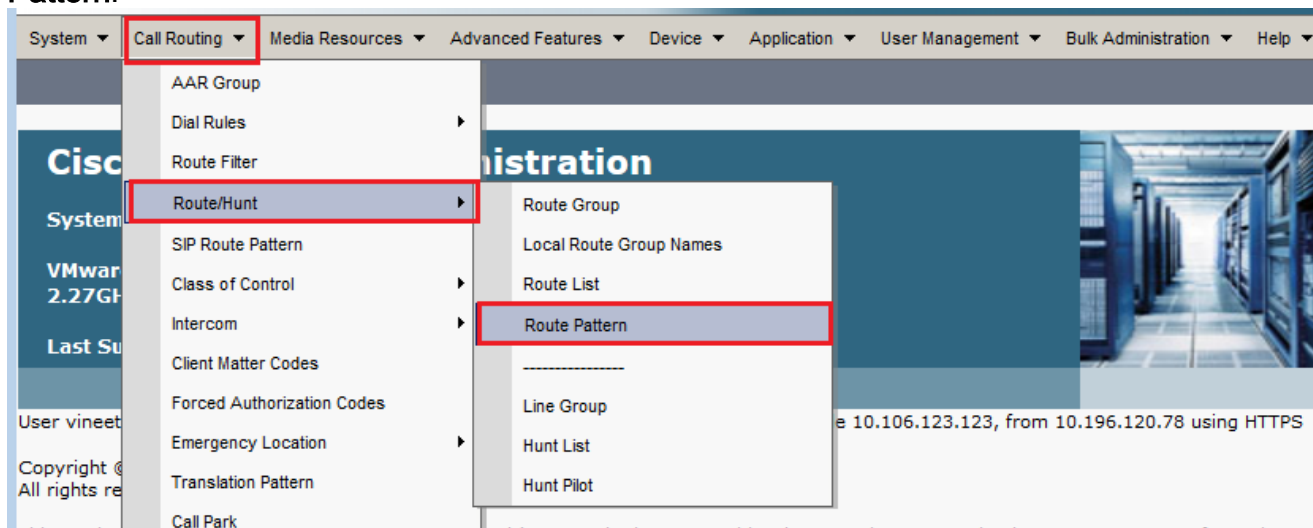 Pattern.
System Call Routing Media Resources Advanced Features Device Application User Management Bulk Administration Help
AAR Group
Dial Rules
Route Filter
Route/Hunt
SIP Route Pattern
Class of Control
Intercom
Client Matter Codes
Forced Authorization Codes
Emergency Location
Translation Pattern
Call Park
Route Group
Local Route Group Names
Route List
Route Pattern
----------------
Line Group
Hunt List
Hunt Pilot
Cisc nistration
System
VMwar
2.27GH
Last Su
User vineet e 10.106.123.123, from 10.196.120.78 using HTTPS
Copyright ©
All rights re